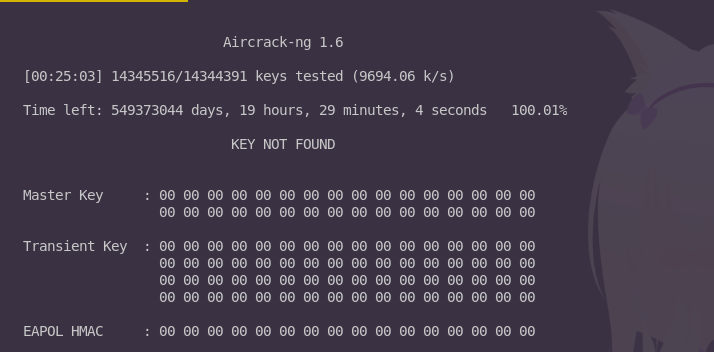 Aircrack-ng 1.6
[00:25:03] 14345516/14344391 keys tested (9694.06 k/s)
Time left: 549373044 days, 19 hours, 29 minutes, 4 seconds 100.01%
KEY NOT FOUND
Master Key : 00 00 00 00 00 00 00 00 00 00 00 00 00 00 00 00
00 00 00 00 00 00 00 00 00 00 00 00 00 00 00 00
Transient Key : 00 00 00 00 00 00 00 00 00 00 00 00 00 00 00 00
00 00 00 00 00 00 00 00 00 00 00 00 00 00 00 00
00 00 00 00 00 00 00 00 00 00 00 00 00 00 00 00
00 00 00 00 00 00 00 00 00 00 00 00 00 00 00 00
EAPOL HMAC : 00 00 00 00 00 00 00 00 00 00 00 00 00 00 00 00